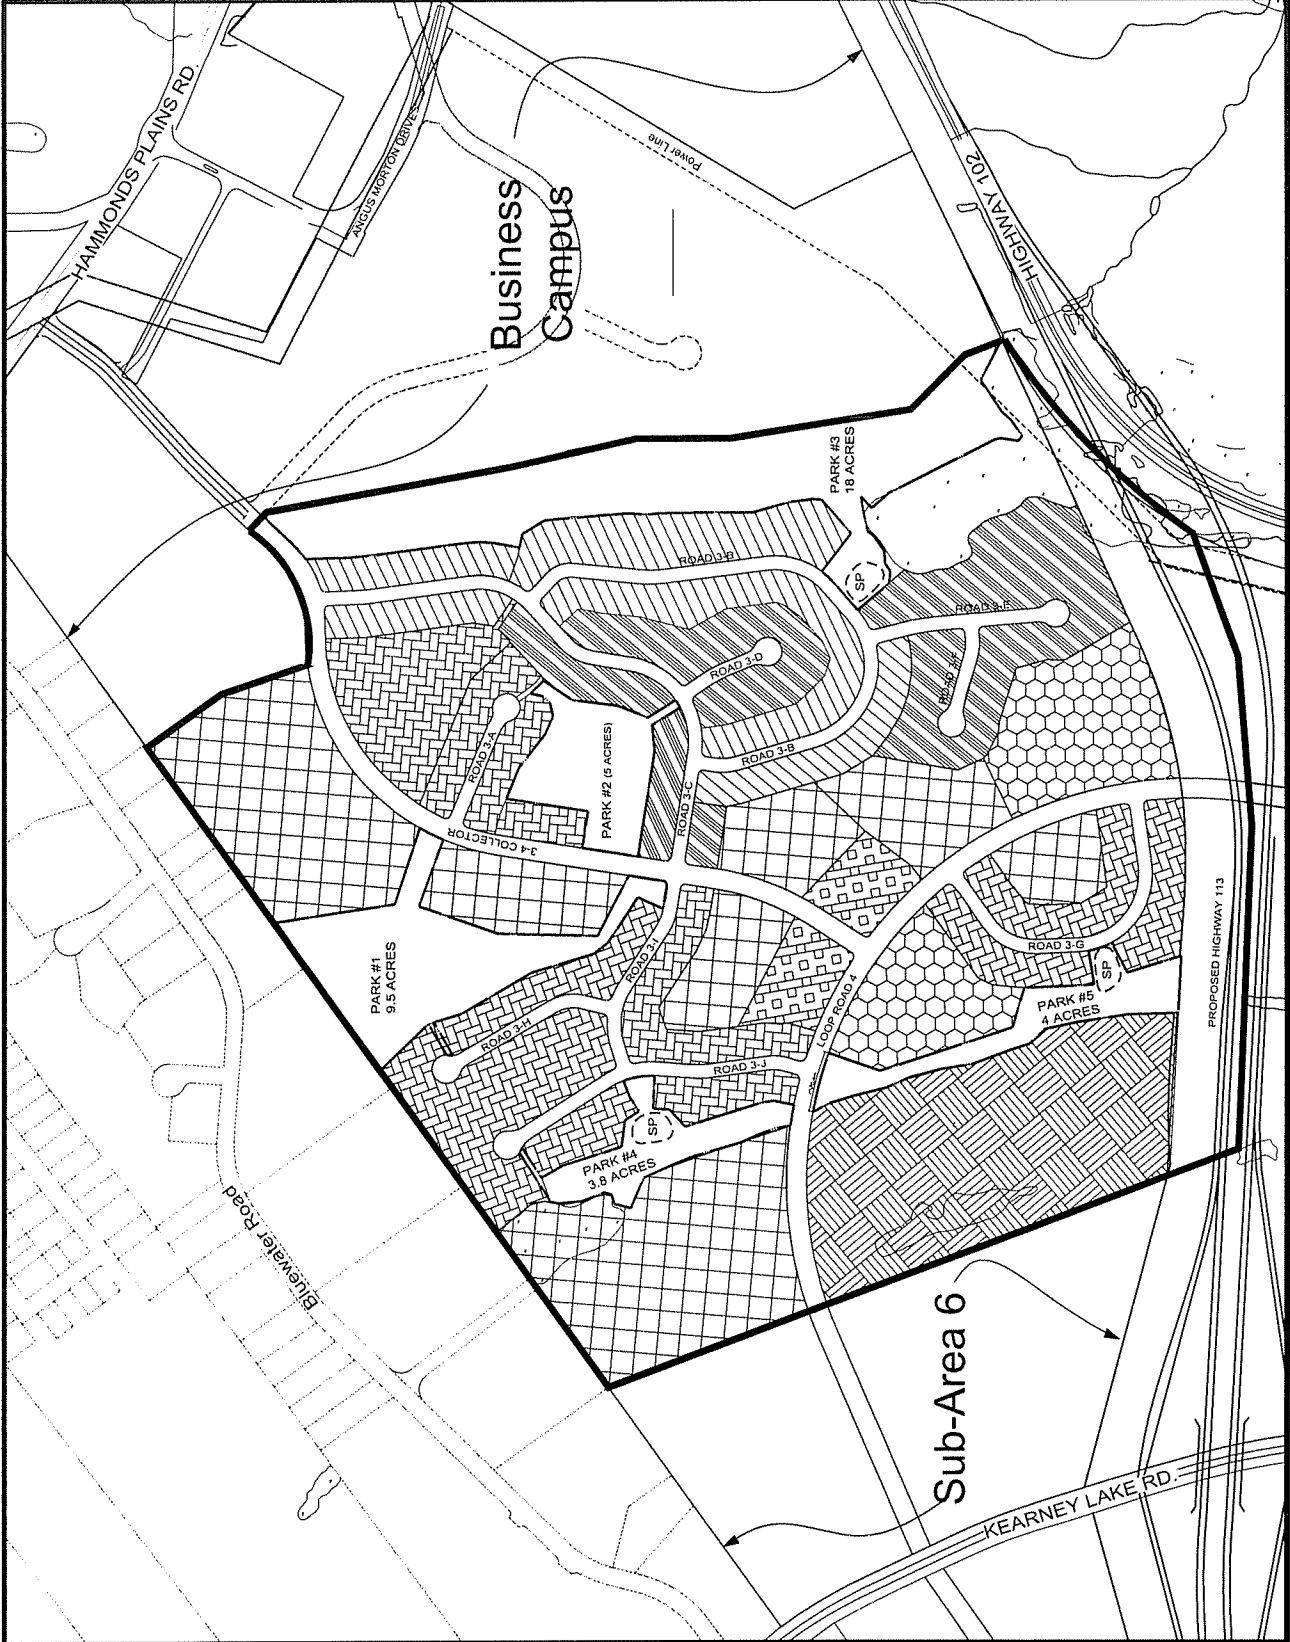 HAMMONDS PLAINS RD.
ANGUS MORTON DRIVE
Business
Campus
Power Line
HIGHWAY 102
PARK #3
18 ACRES
ROAD 3-B
SP
ROAD 3-E
ROAD 3-F
ROAD 3-D
ROAD 3-A
PARK #2 (5 ACRES)
ROAD 3-B
ROAD 3-C
3-4 COLLECTOR
PARK #1
9.5 ACRES
ROAD 3-I
ROAD 3-H
ROAD 3-G
SP
PARK #5
4 ACRES
LOOP ROAD 4
ROAD 3-J
SP
PARK #4
3.8 ACRES
PROPOSED HIGHWAY 113
Bluewater Road
Sub-Area 6
KEARNEY LAKE RD.